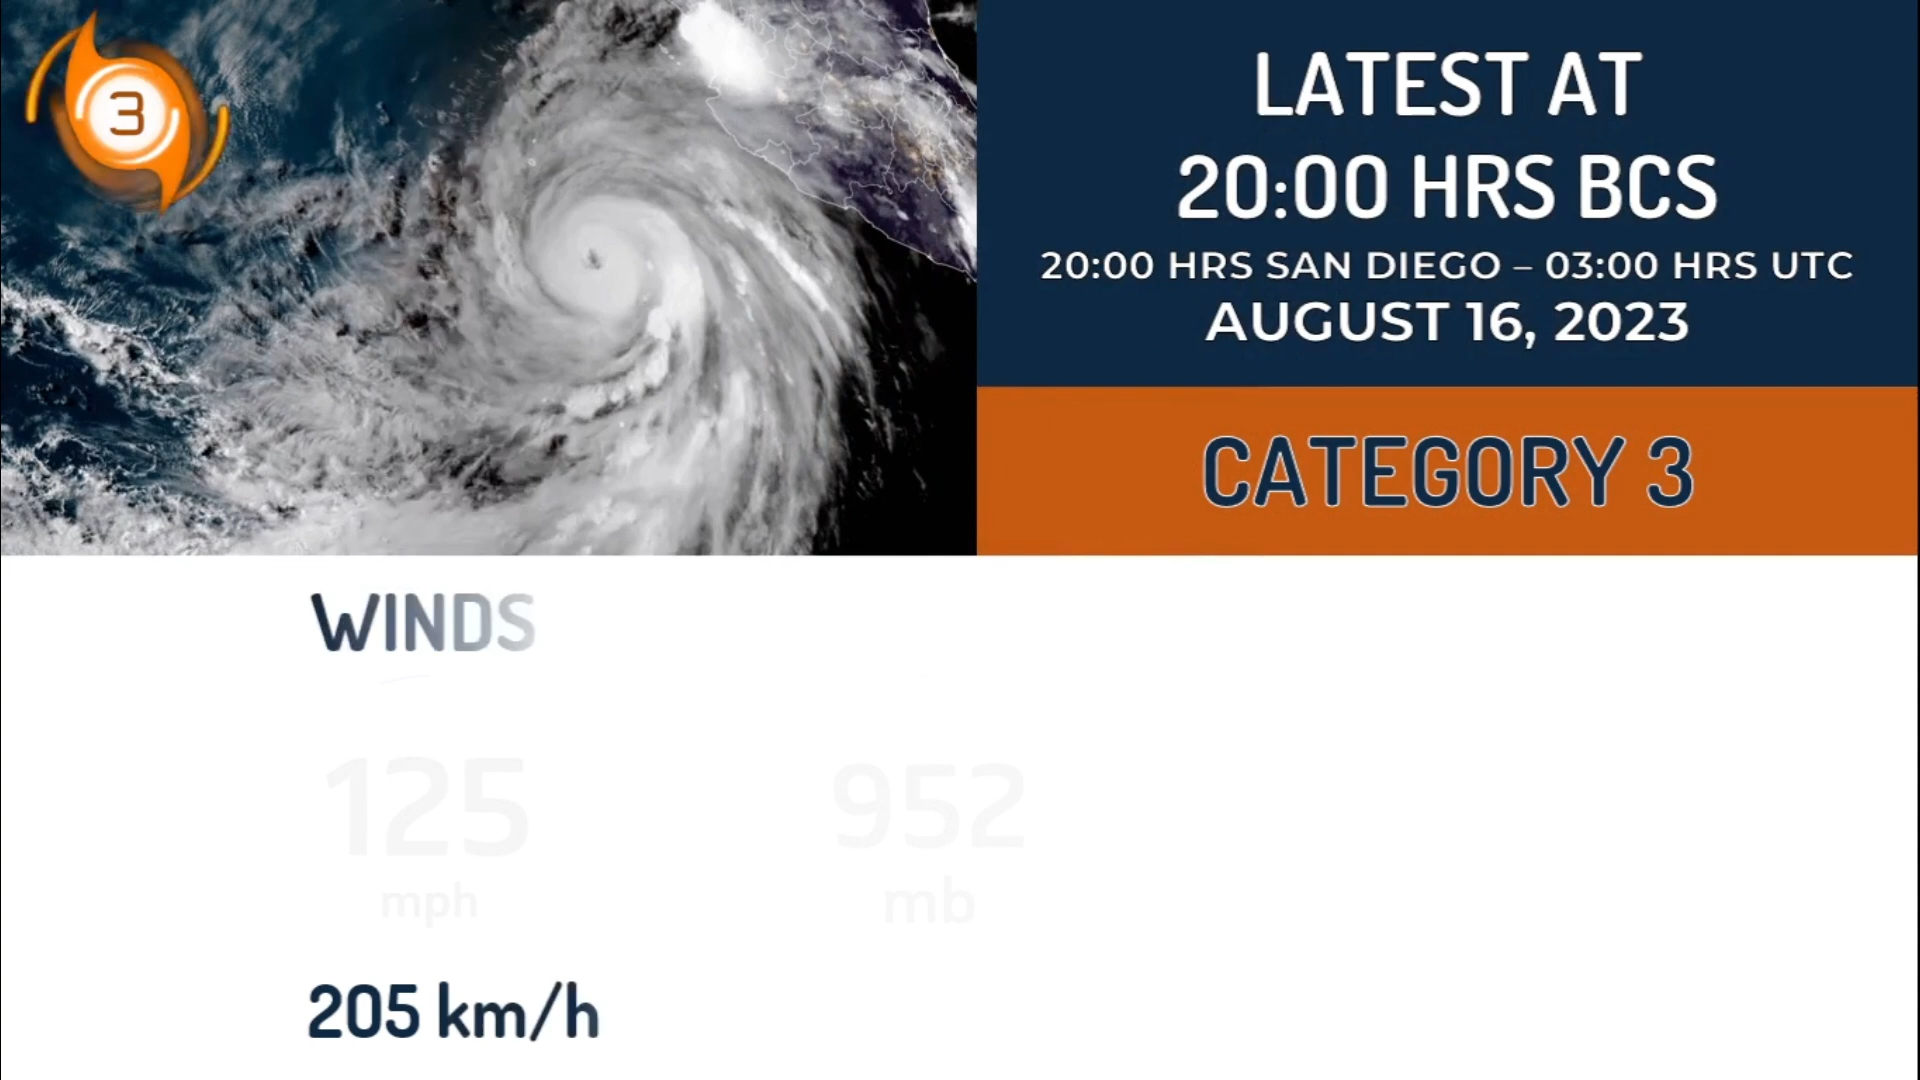 3
LATEST AT
20:00 HRS BCS
20:00 HRS SAN DIEGO – 03:00 HRS UTC
AUGUST 16, 2023
CATEGORY 3
WINDS
125
mph
952
mb
205 km/h